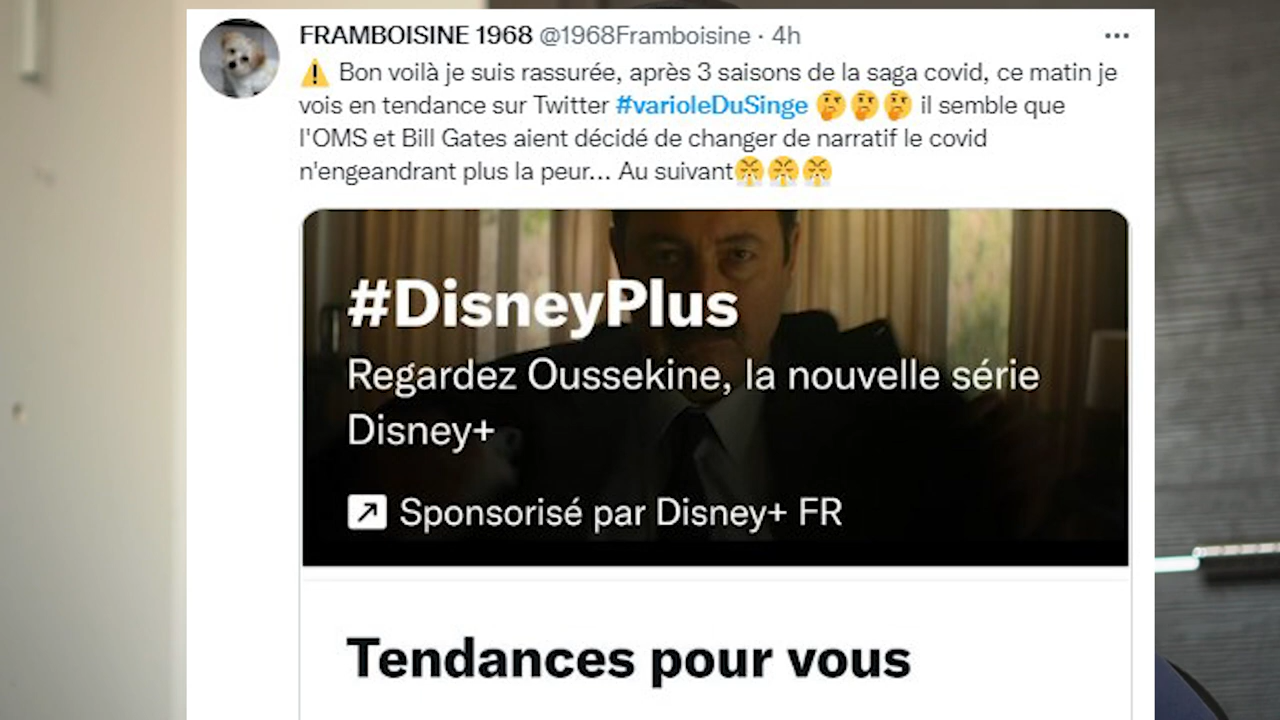 FRAMBOISINE 1968 @1968Framboisine · 4h
⚠️ Bon voilà je suis rassurée, après 3 saisons de la saga covid, ce matin je
vois en tendance sur Twitter #varioleDuSinge 🤔🤔🤔 il semble que
l'OMS et Bill Gates aient décidé de changer de narratif le covid
n'engeandrant plus la peur... Au suivant😤😤😤
#DisneyPlus
Regardez Oussekine, la nouvelle série
Disney+
Sponsorisé par Disney+ FR
Tendances pour vous